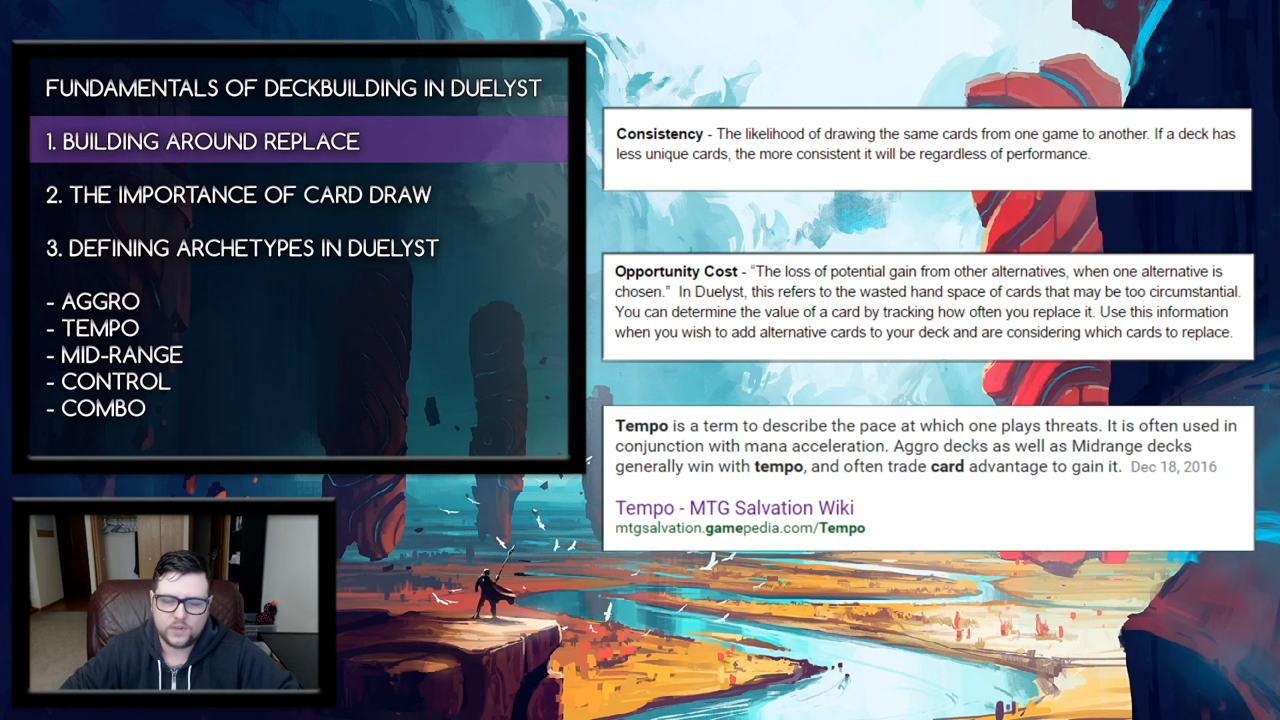 FUNDAMENTALS OF DECKBUILDING IN DUELYST
1. BUILDING AROUND REPLACE
2. THE IMPORTANCE OF CARD DRAW
3. DEFINING ARCHETYPES IN DUELYST
- AGGRO
- TEMPO
- MID-RANGE
- CONTROL
- COMBO
Consistency - The likelihood of drawing the same cards from one game to another. If a deck has
less unique cards, the more consistent it will be regardless of performance.
Opportunity Cost - “The loss of potential gain from other alternatives, when one alternative is
chosen.”  In Duelyst, this refers to the wasted hand space of cards that may be too circumstantial.
You can determine the value of a card by tracking how often you replace it. Use this information
when you wish to add alternative cards to your deck and are considering which cards to replace.
Tempo is a term to describe the pace at which one plays threats. It is often used in
conjunction with mana acceleration. Aggro decks as well as Midrange decks
generally win with tempo, and often trade card advantage to gain it. Dec 18, 2016
Tempo - MTG Salvation Wiki
mtgsalvation.gamepedia.com/Tempo